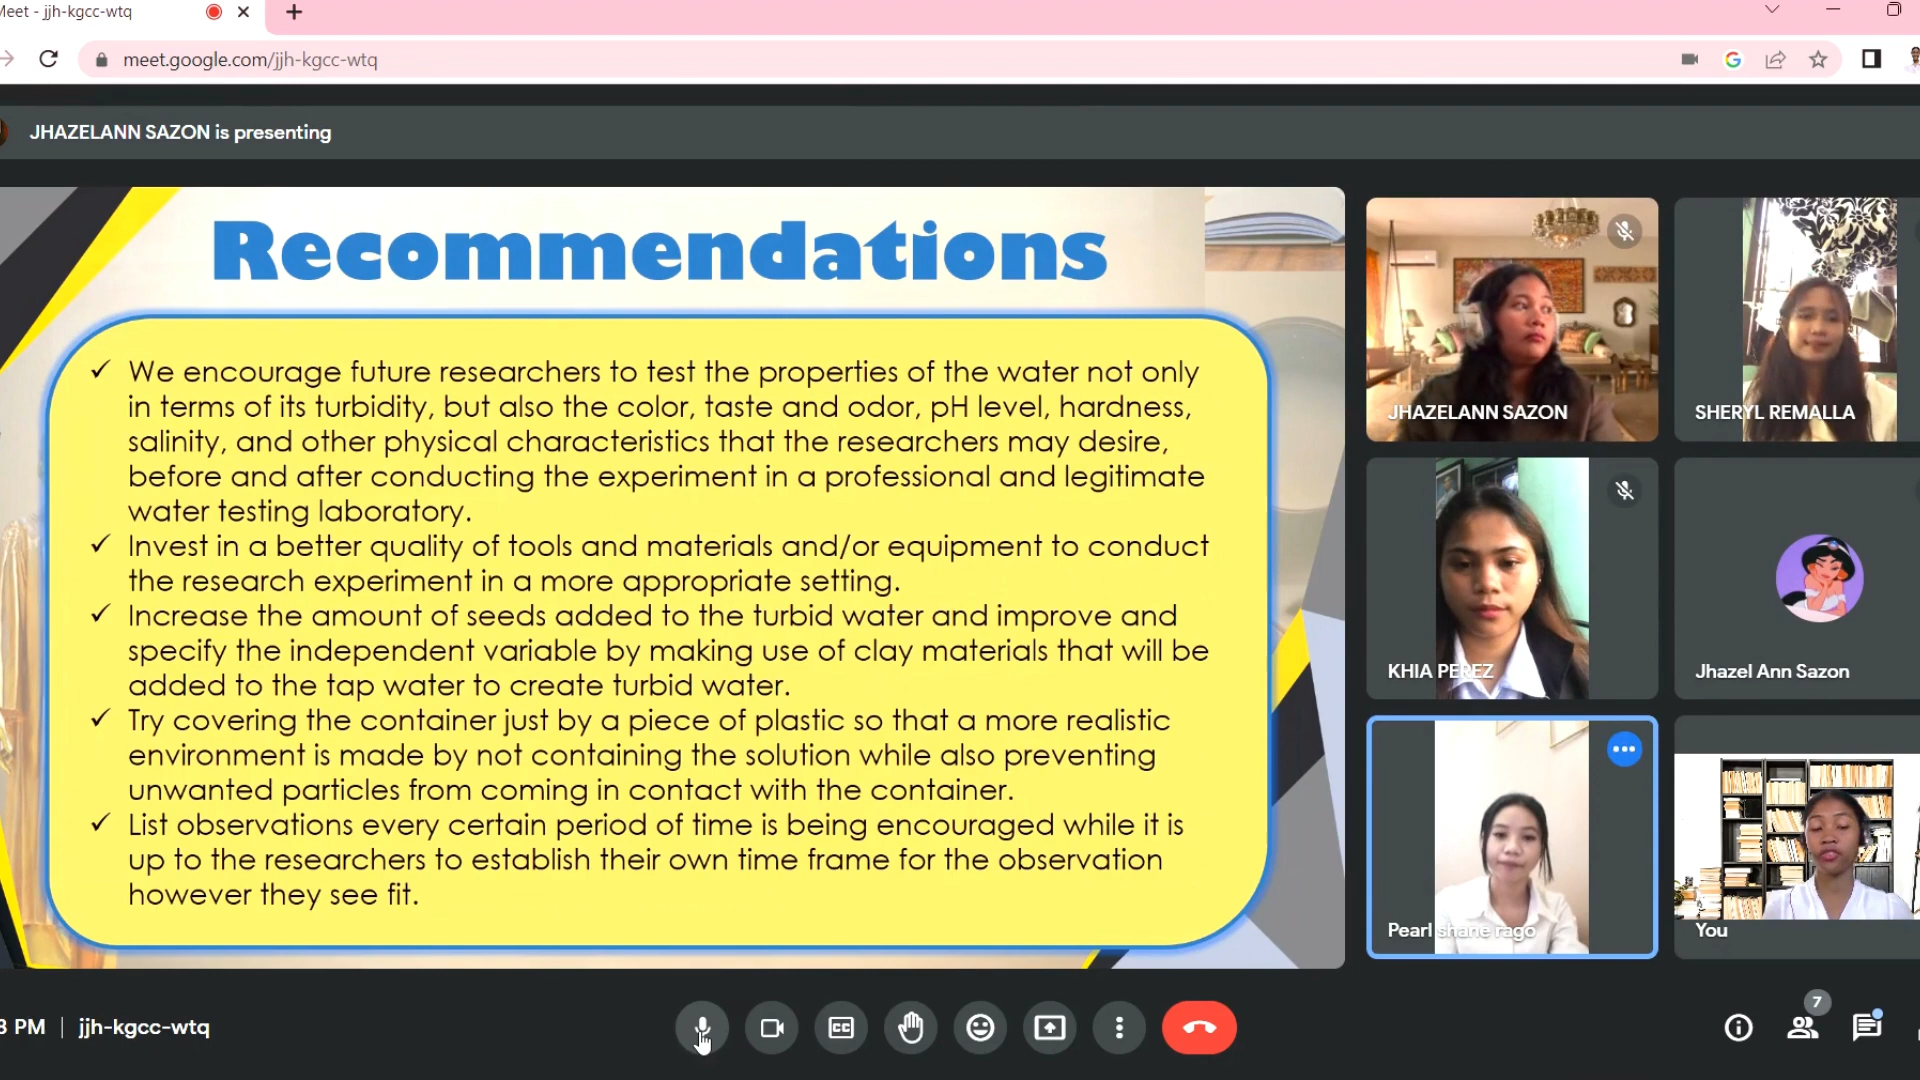 Meet - jjh-kgcc-wtq
meet.google.com/jjh-kgcc-wtq
JHAZELANN SAZON is presenting
Recommendations
✓ We encourage future researchers to test the properties of the water not only
in terms of its turbidity, but also the color, taste and odor, pH level, hardness,
salinity, and other physical characteristics that the researchers may desire,
before and after conducting the experiment in a professional and legitimate
water testing laboratory.
✓ Invest in a better quality of tools and materials and/or equipment to conduct
the research experiment in a more appropriate setting.
✓ Increase the amount of seeds added to the turbid water and improve and
specify the independent variable by making use of clay materials that will be
added to the tap water to create turbid water.
✓ Try covering the container just by a piece of plastic so that a more realistic
environment is made by not containing the solution while also preventing
unwanted particles from coming in contact with the container.
✓ List observations every certain period of time is being encouraged while it is
up to the researchers to establish their own time frame for the observation
however they see fit.
JHAZELANN SAZON
SHERYL REMALLA
KHIA PEREZ
Jhazel Ann Sazon
Pearl shane rago
You
8 PM | jjh-kgcc-wtq
CC
7